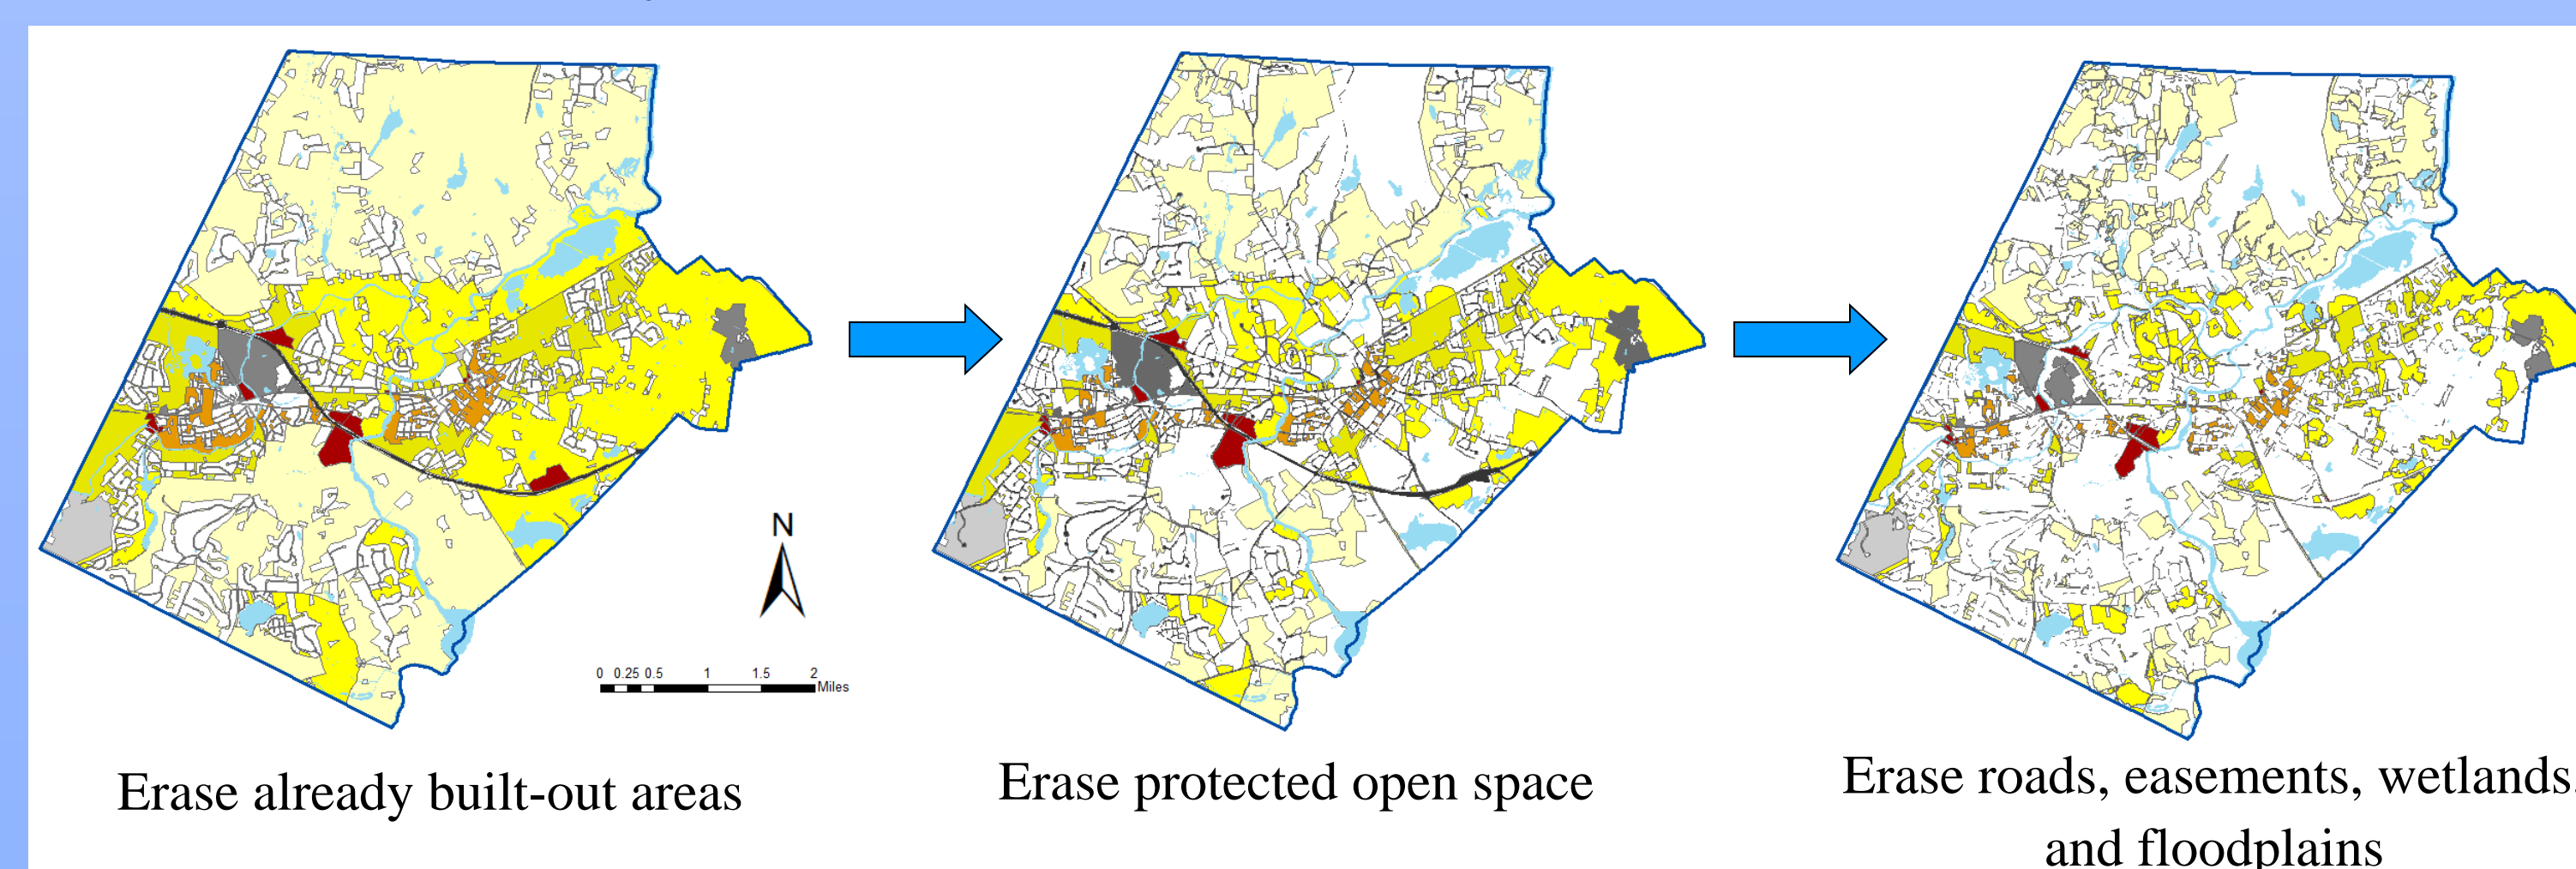 N
0 0.25 0.5 1 1.5 2
Miles
Erase already built-out areas
Erase protected open space
Erase roads, easements, wetlands,
and floodplains